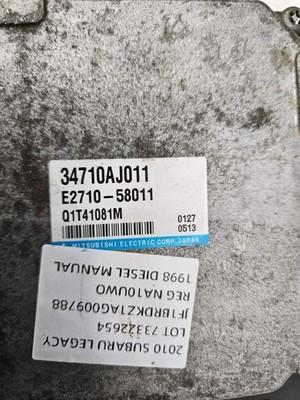 34710AJ011
E2710-58011
Q1T41081M
0127
0513
MITSUBISHI ELECTRIC CORP. JAPAN
2010 SUBARU LEGACY
LOT 73322654
JF1BRDKZ1AG009788
REG NA10UWO
1998 DIESEL MANUAL